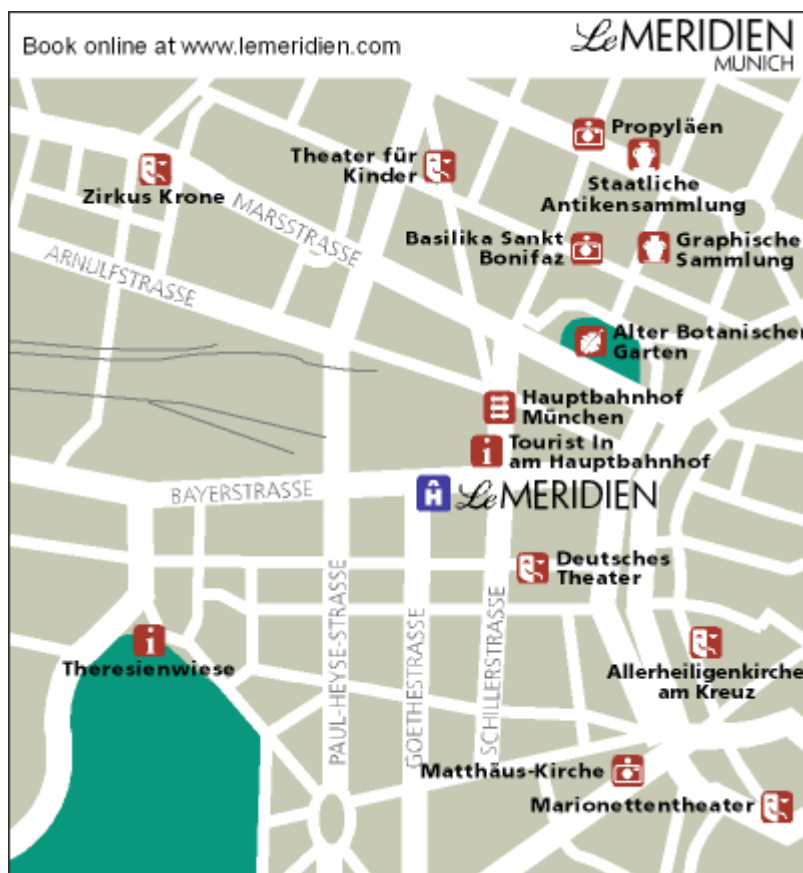 Book online at www.lemeridien.com
Le MERIDIEN
MUNICH
Propyläen
Theater für
Kinder
Zirkus Krone
Staatliche
Antikensammlung
MARSSTRASSE
Basilika Sankt
Bonifaz
Graphische
Sammlung
ARNULFSTRASSE
Alter Botanischer
Garten
Hauptbahnhof
München
Tourist In
am Hauptbahnhof
BAYERSTRASSE
H
Le MERIDIEN
Deutsches
Theater
PAUL-HEYSE-STRASSE
GOETHESTRASSE
SCHILLERSTRASSE
Theresienwiese
Allerheiligenkirche
am Kreuz
Matthäus-Kirche
Marionettentheater